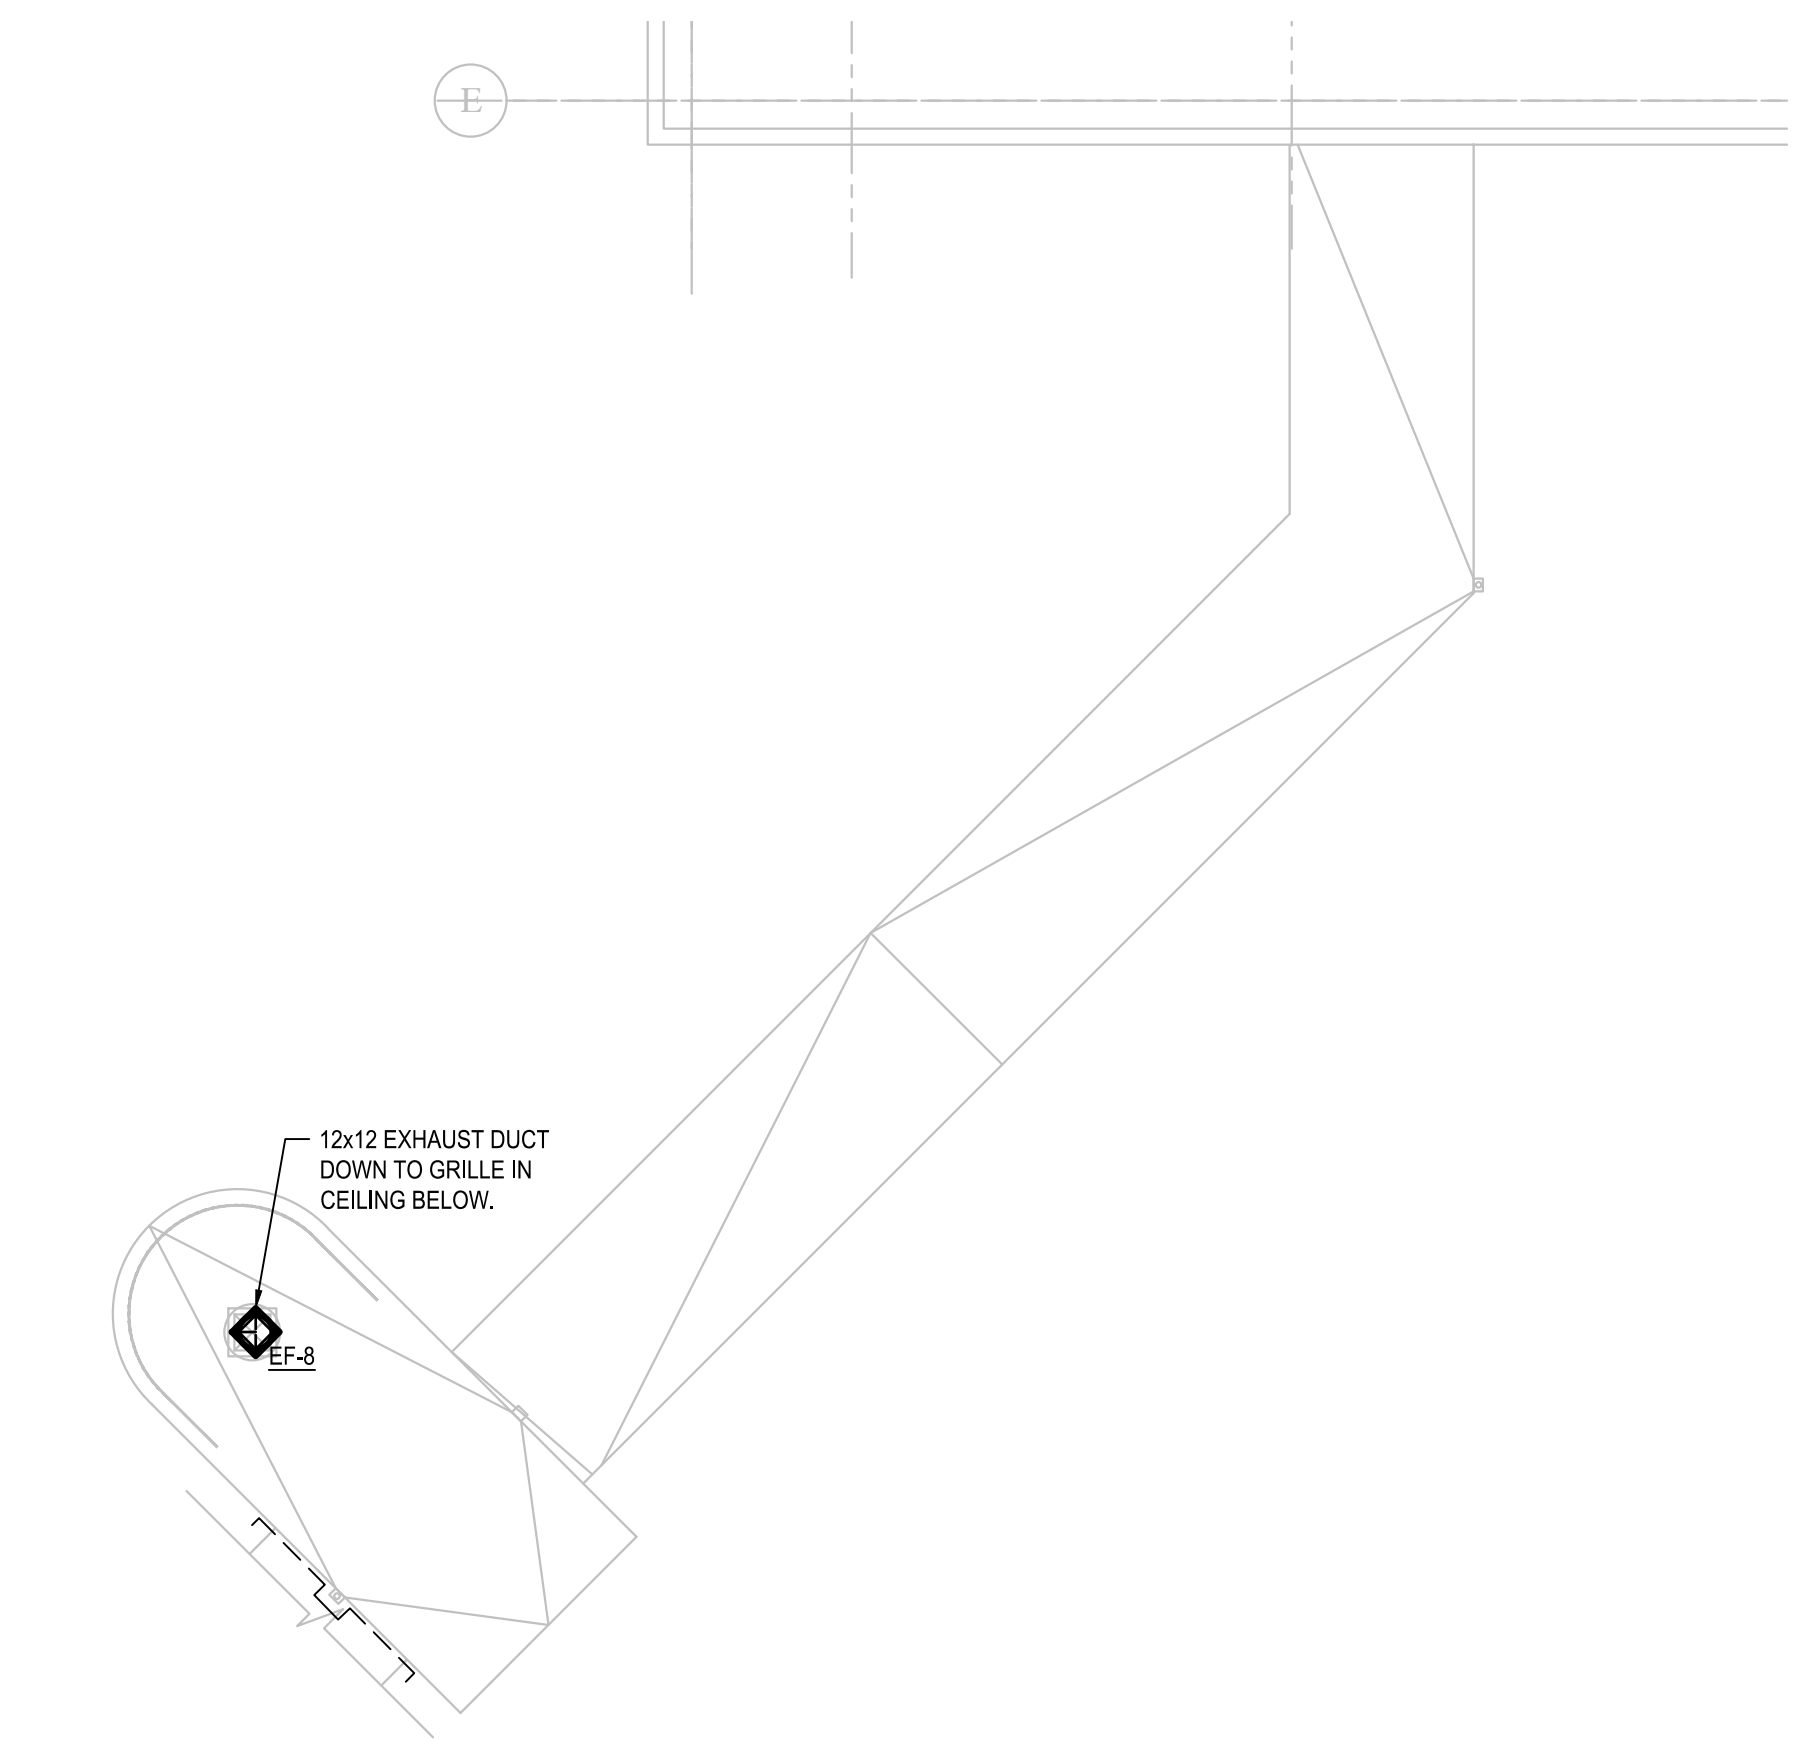 E
12x12 EXHAUST DUCT
DOWN TO GRILLE IN
CEILING BELOW.
EF-8